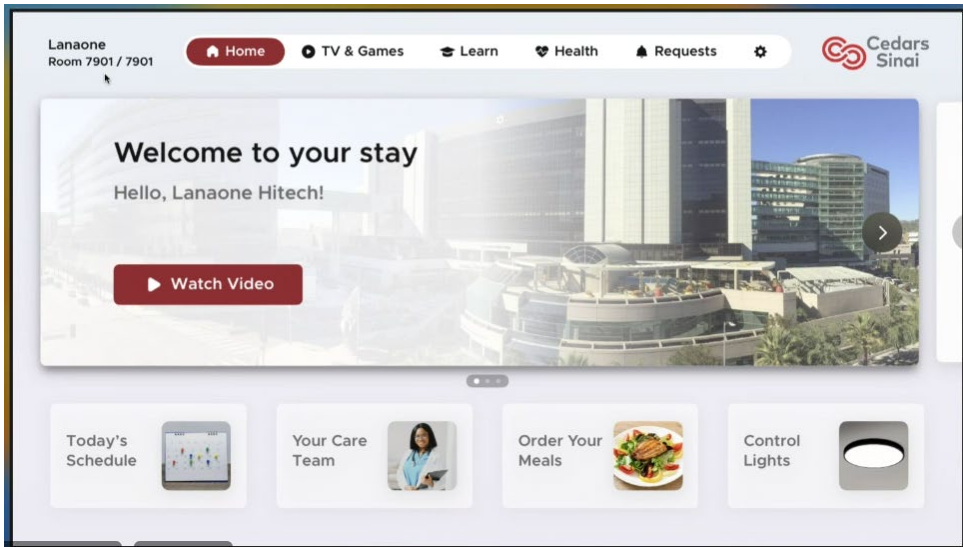 Lanaone
Room 7901 / 7901
Home
TV & Games
Learn
Health
Requests
Cedars
Sinai
Welcome to your stay
Hello, Lanaone Hitech!
Watch Video
Today's
Schedule
Your Care
Team
Order Your
Meals
Control
Lights